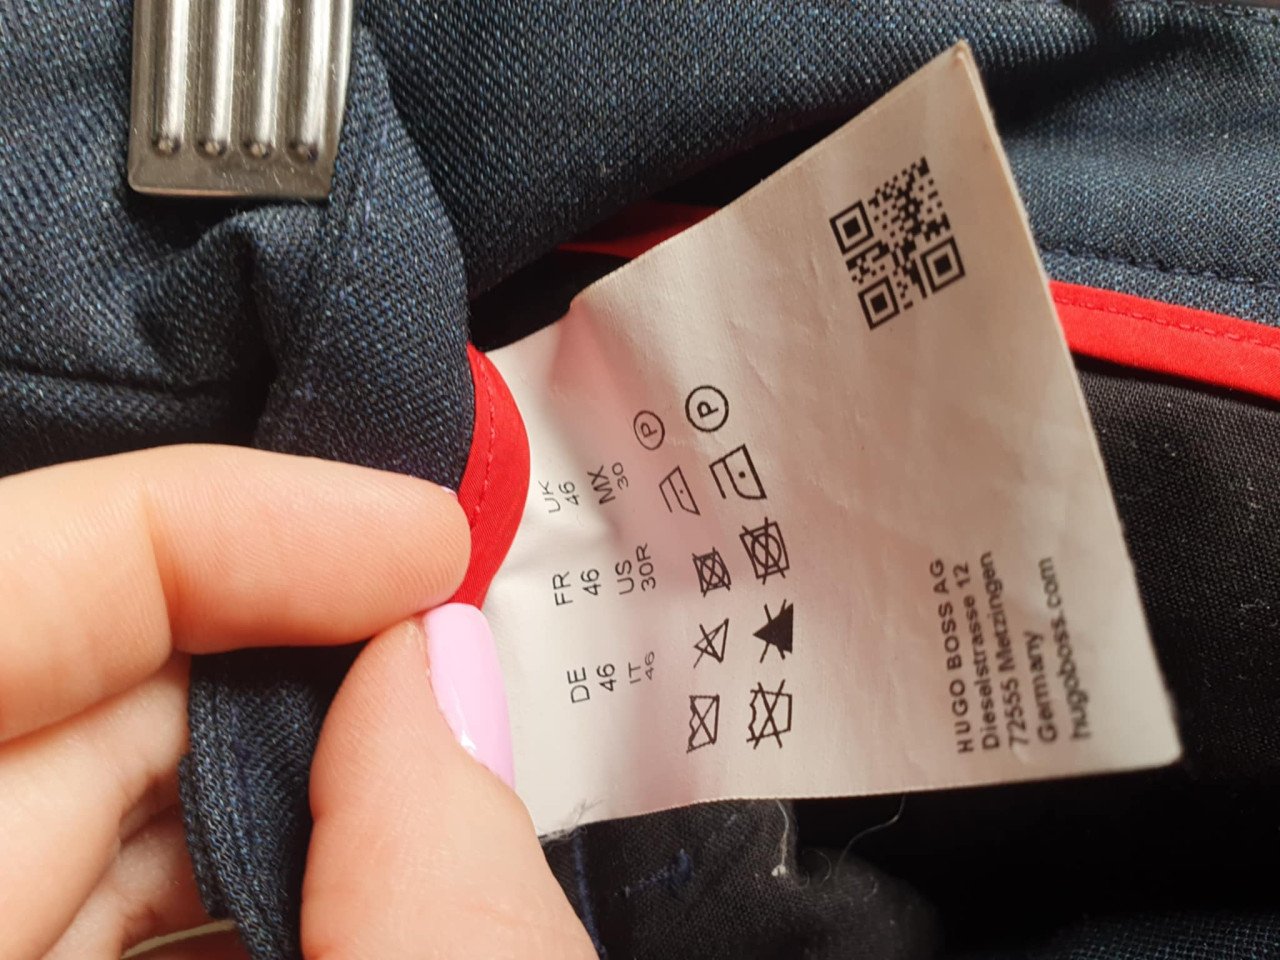 DE FR UK
46 46 46
IT US MX
46 30R 30
P
P
HUGO BOSS AG
Dieselstrasse 12
72555 Metzingen
Germany
hugoboss.com